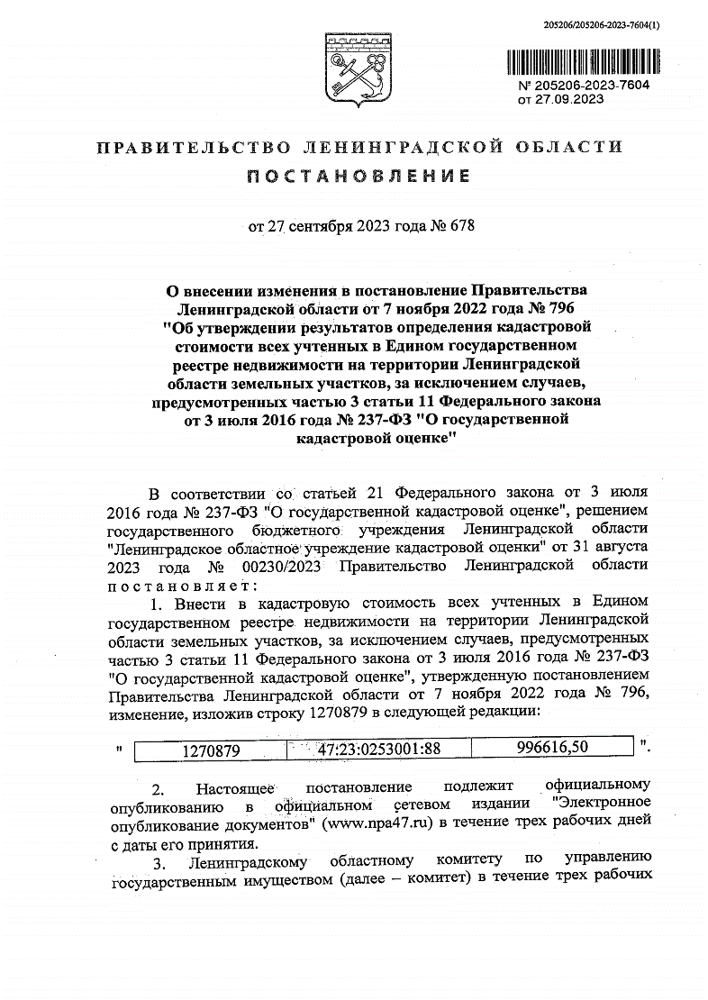 205206/205206-2023-7604(1)
№ 205206-2023-7604
от 27.09.2023
ПРАВИТЕЛЬСТВО ЛЕНИНГРАДСКОЙ ОБЛАСТИ
ПОСТАНОВЛЕНИЕ
от 27 сентября 2023 года № 678
О внесении изменения в постановление Правительства
Ленинградской области от 7 ноября 2022 года № 796
"Об утверждении результатов определения кадастровой
стоимости всех учтенных в Едином государственном
реестре недвижимости на территории Ленинградской
области земельных участков, за исключением случаев,
предусмотренных частью 3 статьи 11 Федерального закона
от 3 июля 2016 года № 237-ФЗ "О государственной
кадастровой оценке"
В соответствии со статьей 21 Федерального закона от 3 июля
2016 года № 237-ФЗ "О государственной кадастровой оценке", решением
государственного бюджетного учреждения Ленинградской области
"Ленинградское областное учреждение кадастровой оценки" от 31 августа
2023 года № 00230/2023 Правительство Ленинградской области
постановляет:
1. Внести в кадастровую стоимость всех учтенных в Едином
государственном реестре недвижимости на территории Ленинградской
области земельных участков, за исключением случаев, предусмотренных
частью 3 статьи 11 Федерального закона от 3 июля 2016 года № 237-ФЗ
"О государственной кадастровой оценке", утвержденную постановлением
Правительства Ленинградской области от 7 ноября 2022 года № 796,
изменение, изложив строку 1270879 в следующей редакции:
" 1270879 47:23:0253001:88 996616,50 ".
2. Настоящее постановление подлежит официальному
опубликованию в официальном сетевом издании "Электронное
опубликование документов" (www.npa47.ru) в течение трех рабочих дней
с даты его принятия.
3. Ленинградскому областному комитету по управлению
государственным имуществом (далее – комитет) в течение трех рабочих